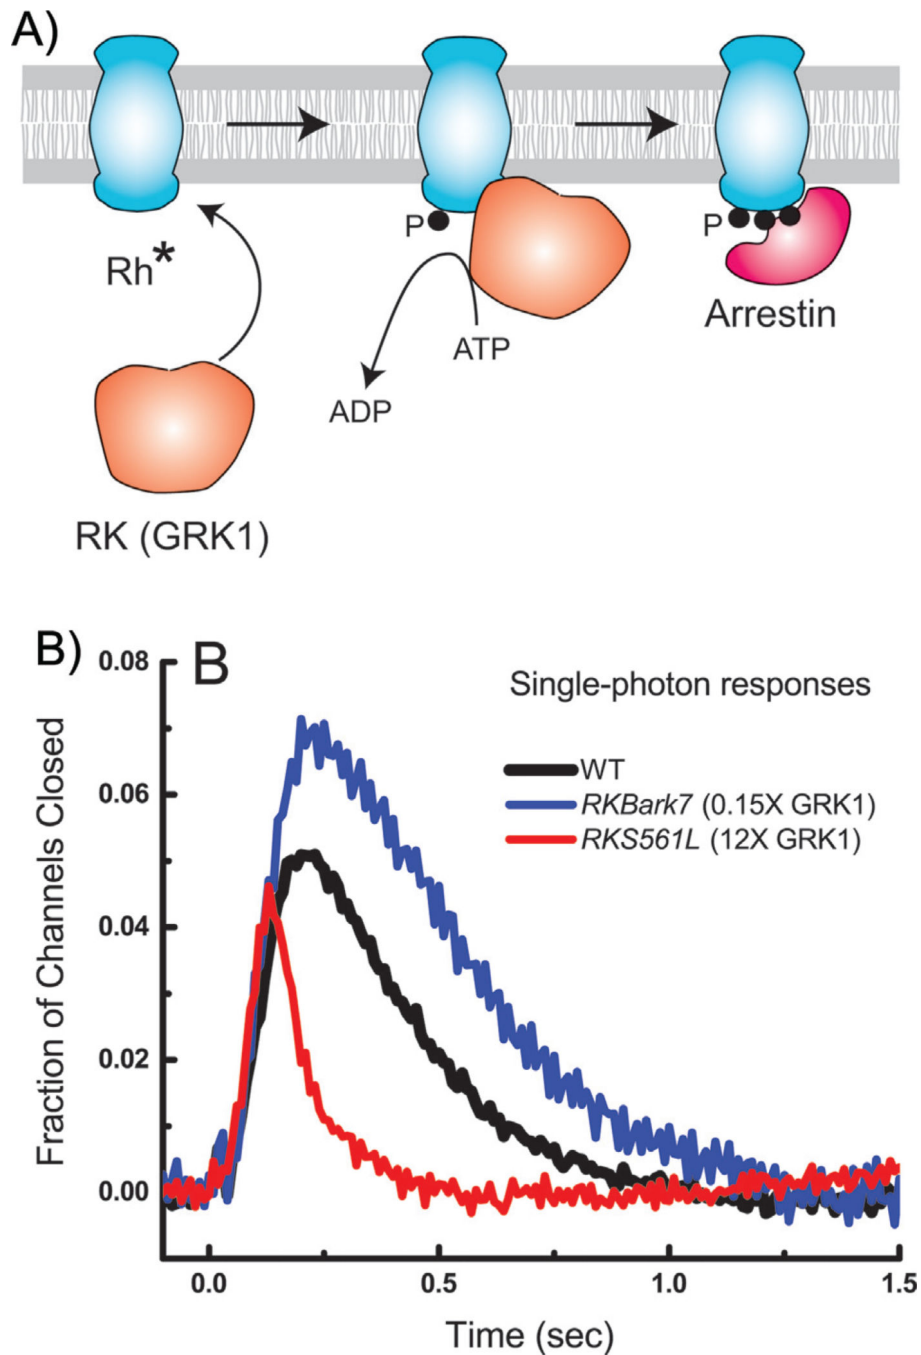 A)
P
Rh*
P
Arrestin
ATP
ADP
RK (GRK1)
B)
B
Single-photon responses
WT
RKBark7 (0.15X GRK1)
RKS561L (12X GRK1)
Fraction of Channels Closed
0.08
0.06
0.04
0.02
0.00
0.0
0.5
1.0
1.5
Time (sec)